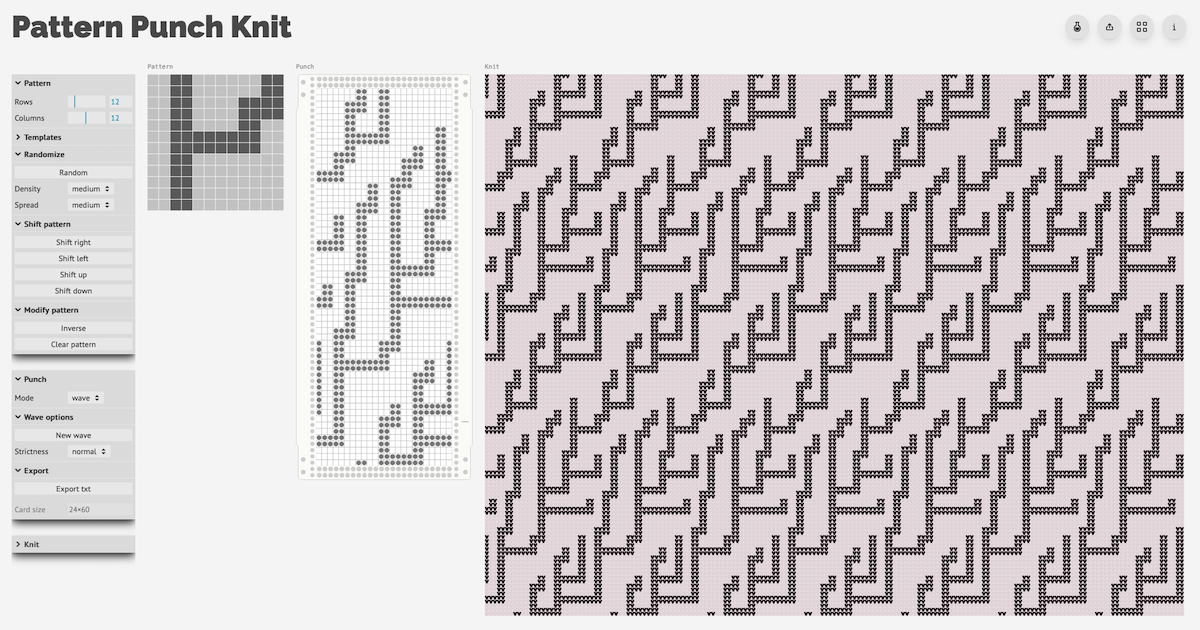 Pattern Punch Knit
i
Pattern
Rows 12
Columns 12
Templates
Randomize
Random
Density medium
Spread medium
Shift pattern
Shift right
Shift left
Shift up
Shift down
Modify pattern
Inverse
Clear pattern
Punch
Mode wave
Wave options
New wave
Strictness normal
Export
Export txt
Card size 24×60
Knit
Pattern
Punch
Knit